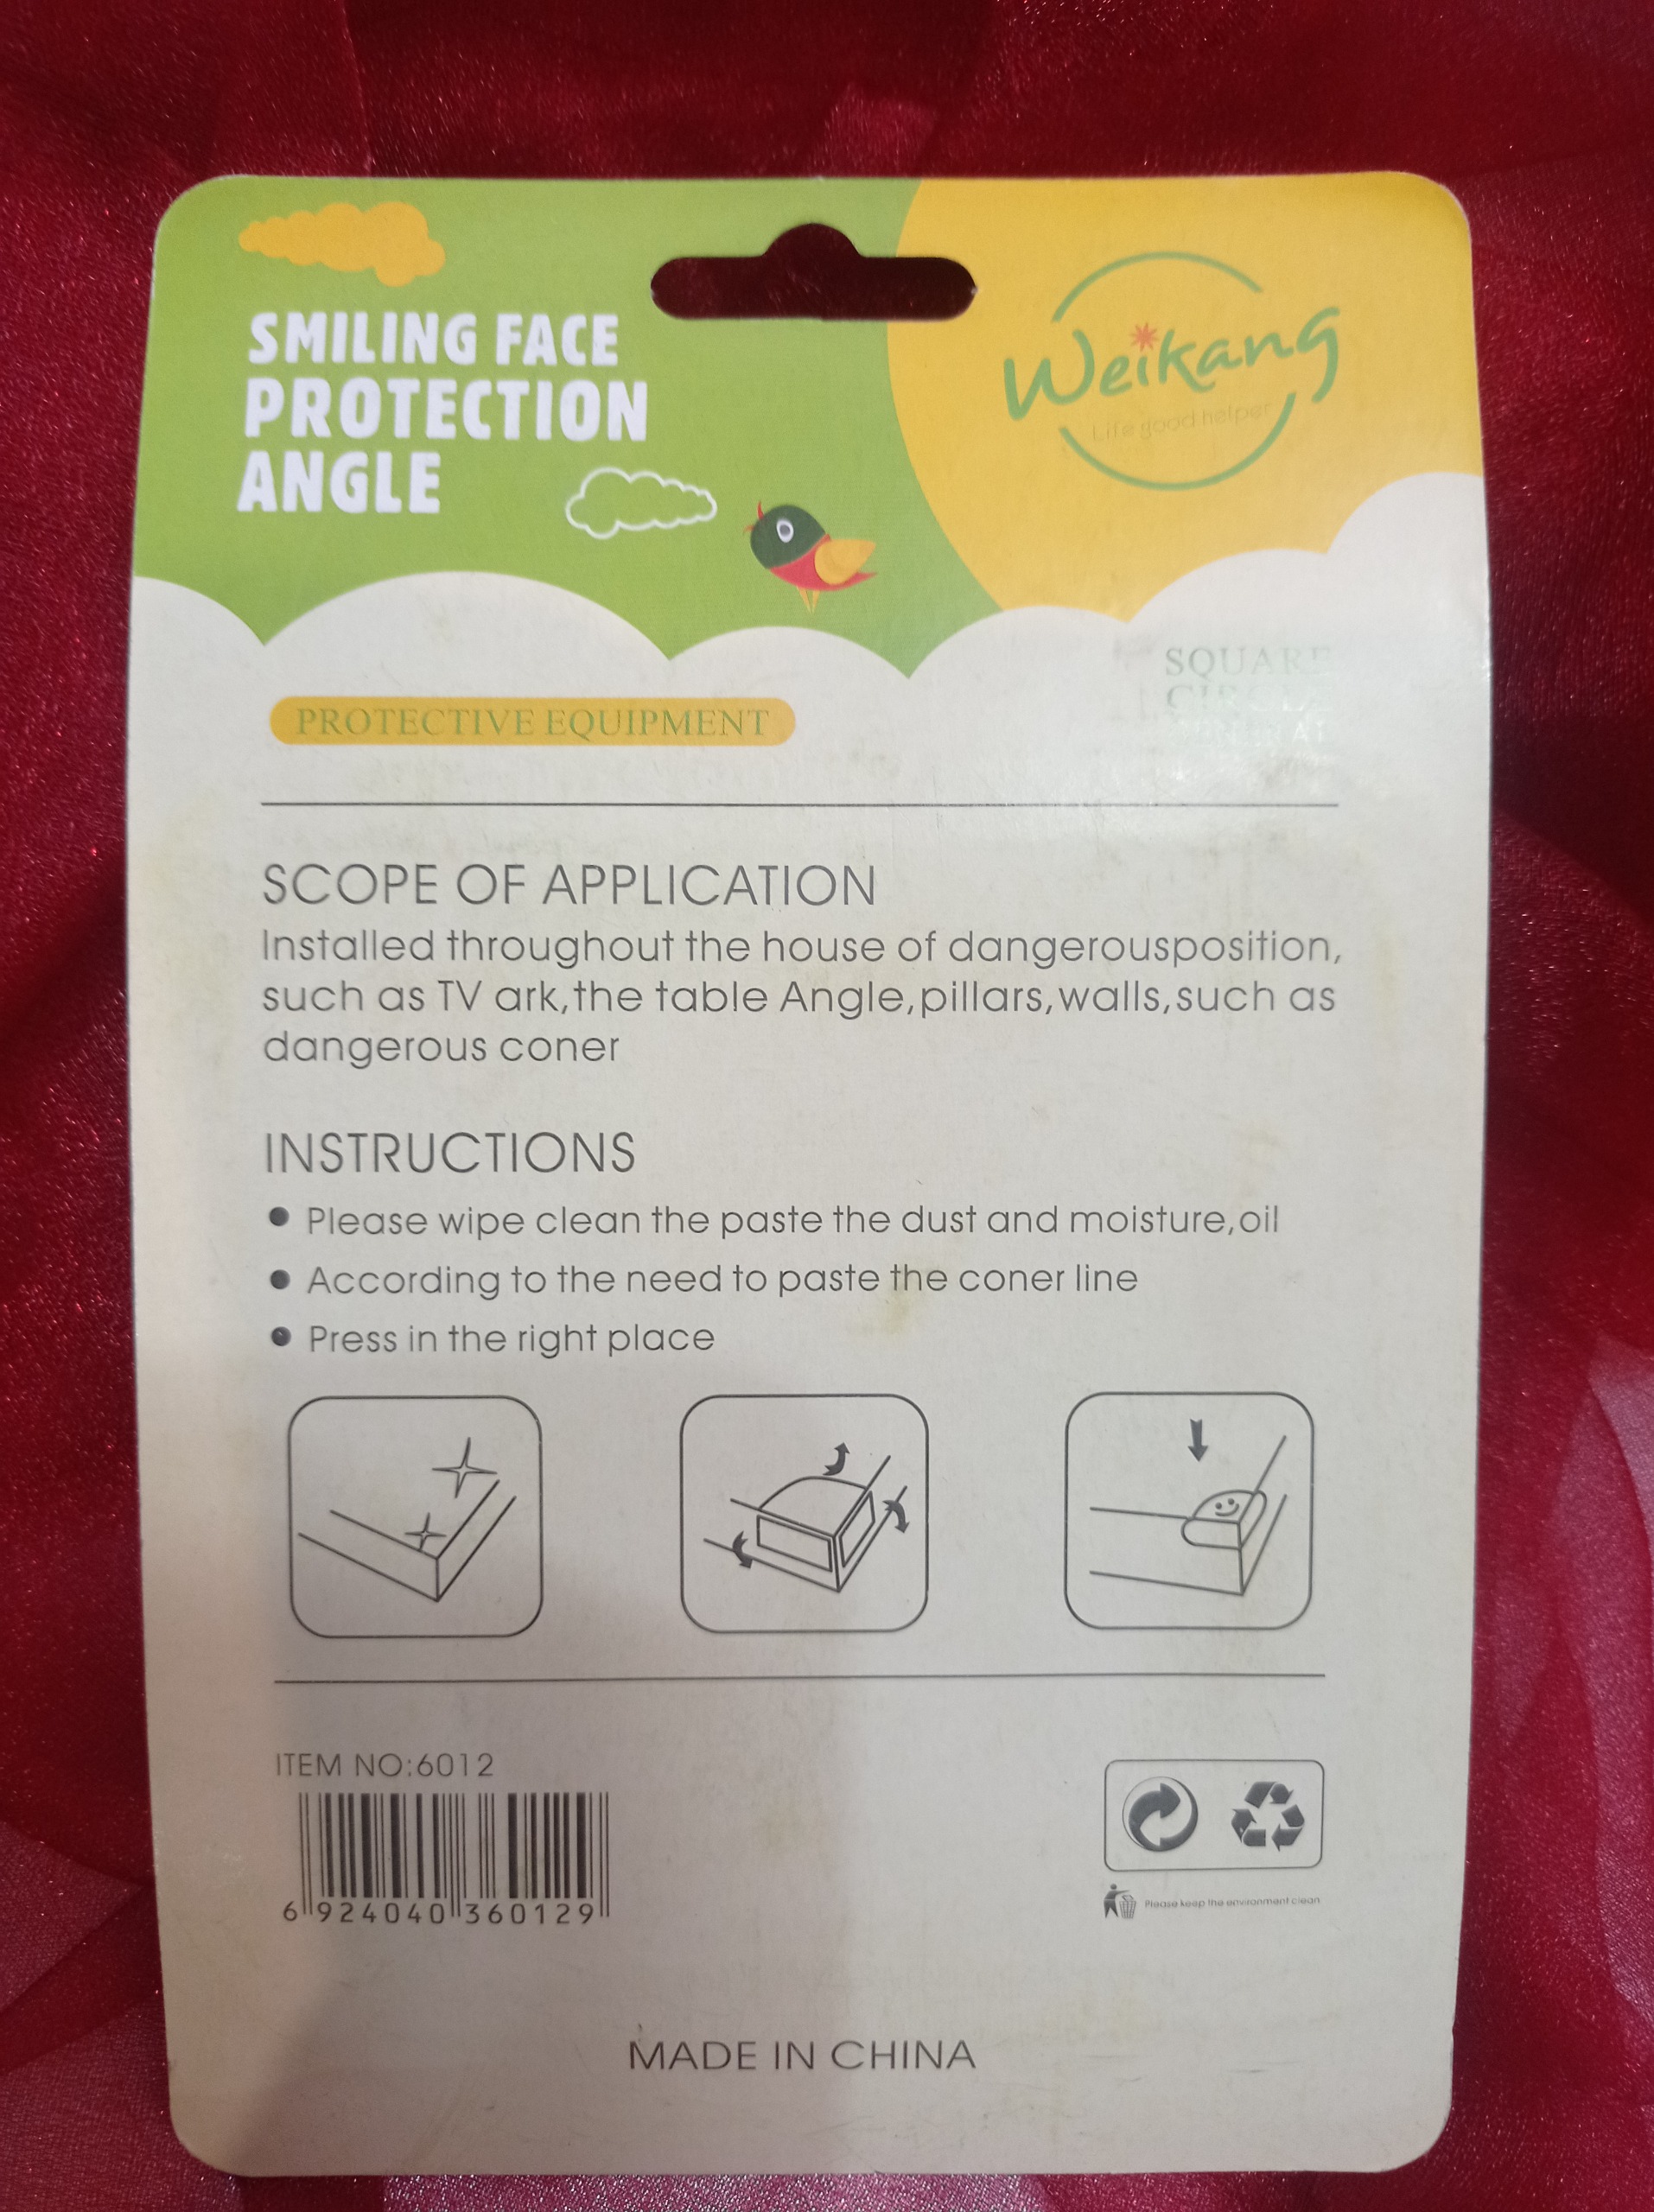 SMILING FACE
PROTECTION
ANGLE
Weikang
Life good helper
SQUARE
CIRCLE
PROTECTIVE EQUIPMENT
SCOPE OF APPLICATION
Installed throughout the house of dangerousposition,
such as TV ark,the table Angle,pillars,walls,such as
dangerous coner
INSTRUCTIONS
● Please wipe clean the paste the dust and moisture,oil
● According to the need to paste the coner line
● Press in the right place
ITEM NO:6012
6 924040 360129
Please keep the environment clean
MADE IN CHINA